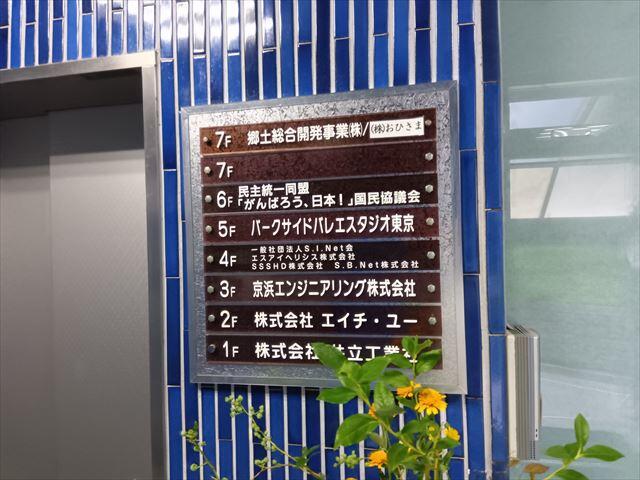 7F 郷土総合開発事業㈱/㈱おひさま
7F
6F 民主統一同盟
「がんばろう、日本!」国民協議会
5F パークサイドバレエスタジオ東京
4F 一般社団法人S.I.Net会
エスアイヘリシス株式会社
SSSHD株式会社 S.B.Net株式会社
3F 京浜エンジニアリング株式会社
2F 株式会社 エイチ・ユー
1F 株式会社 立工業